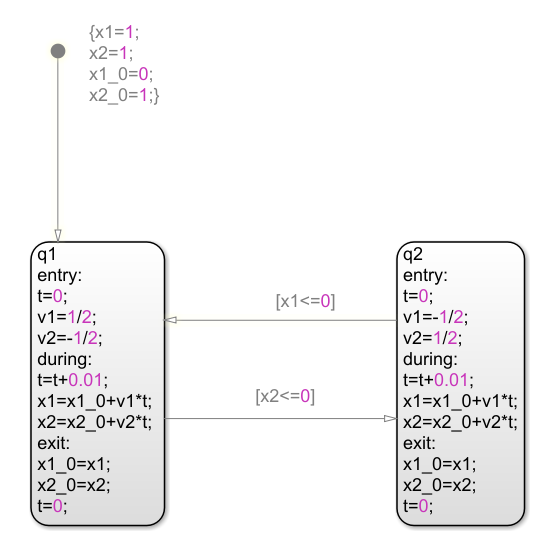 {x1=1;
x2=1;
x1_0=0;
x2_0=1;}
q1
entry:
t=0;
v1=1/2;
v2=-1/2;
during:
t=t+0.01;
x1=x1_0+v1*t;
x2=x2_0+v2*t;
exit:
x1_0=x1;
x2_0=x2;
t=0;
[x1<=0]
[x2<=0]
q2
entry:
t=0;
v1=-1/2;
v2=1/2;
during:
t=t+0.01;
x1=x1_0+v1*t;
x2=x2_0+v2*t;
exit:
x1_0=x1;
x2_0=x2;
t=0;